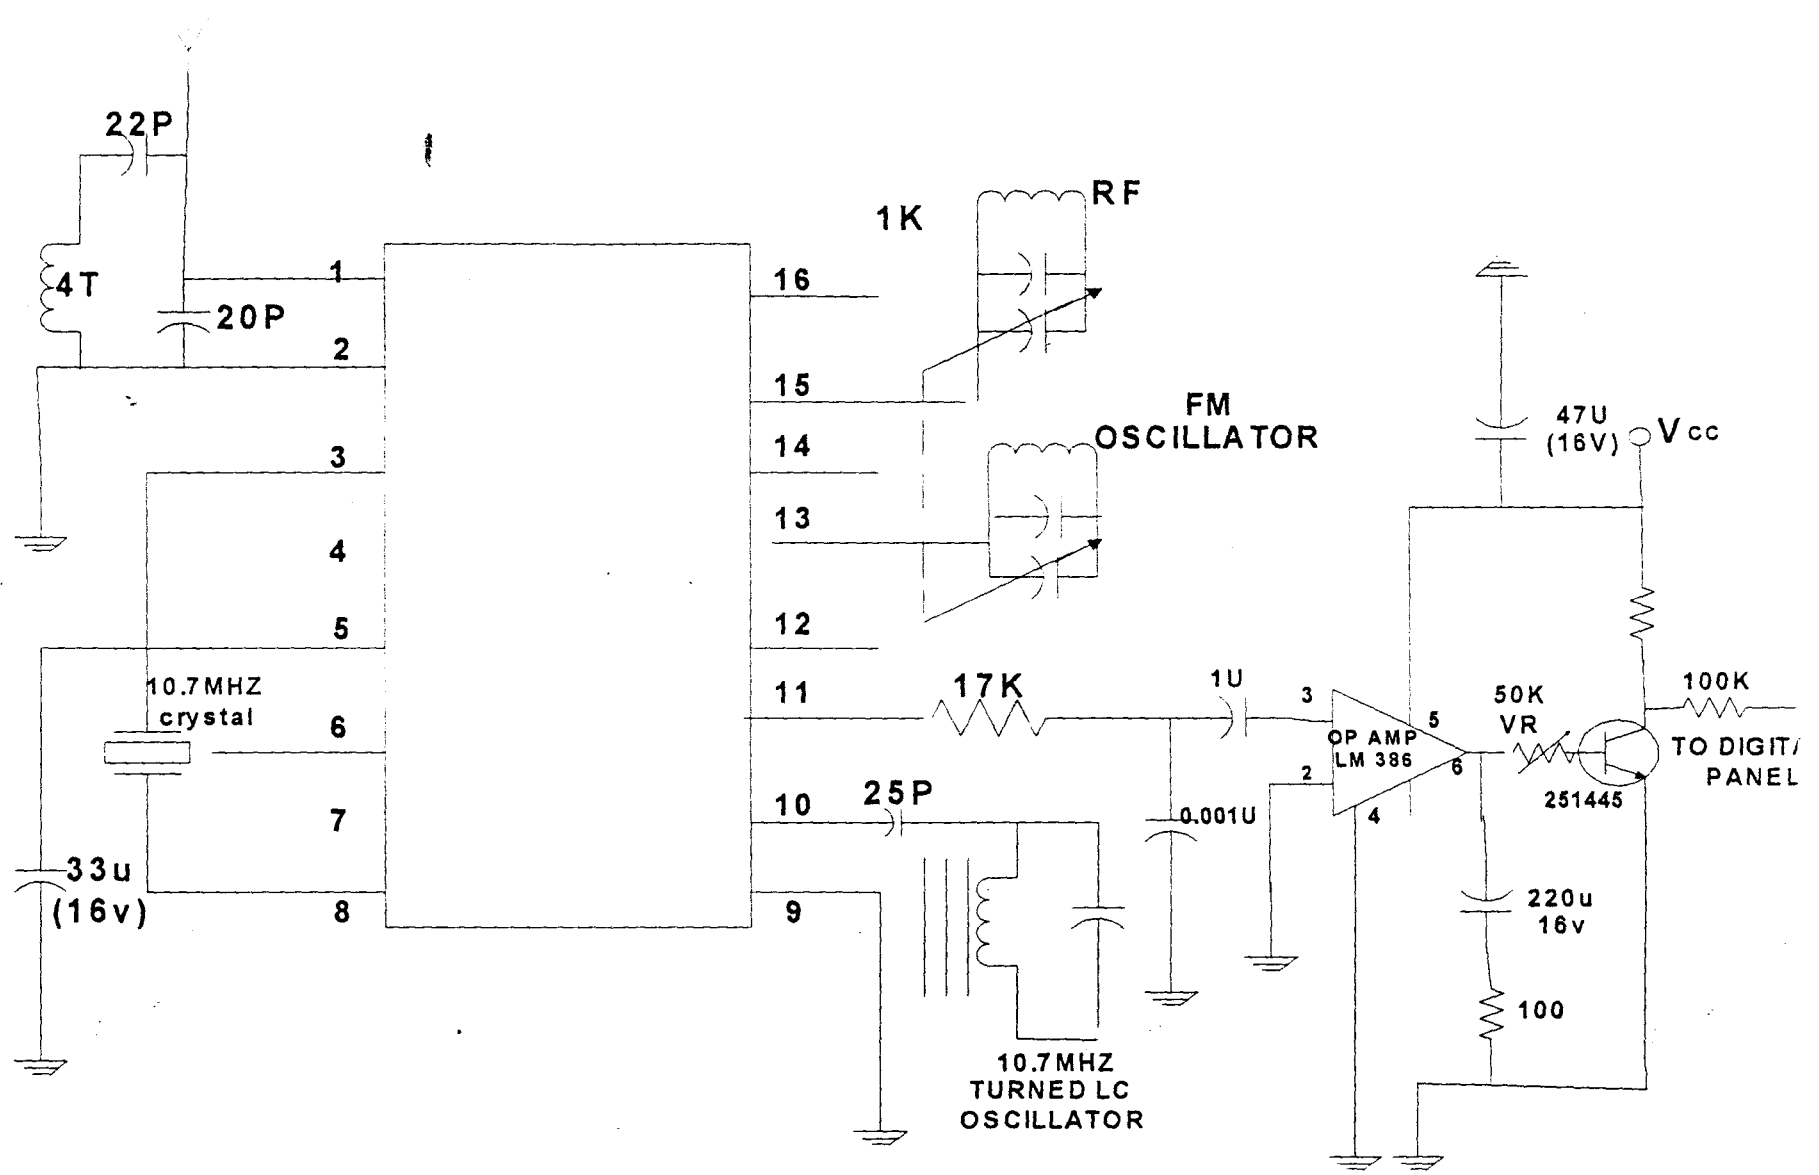 22P
4T
20P
1
2
3
4
5
6
7
8
10.7MHZ
crystal
33u
(16v)
1K
RF
16
15
14
13
12
11
10
9
FM
OSCILLATOR
17K
25P
10.7MHZ
TURNED LC
OSCILLATOR
1U
0.001U
3
2
OP AMP
LM 386
5
6
4
47U
(16V)
Vcc
50K
VR
251445
100K
TO DIGIT
PANEL
220u
16v
100